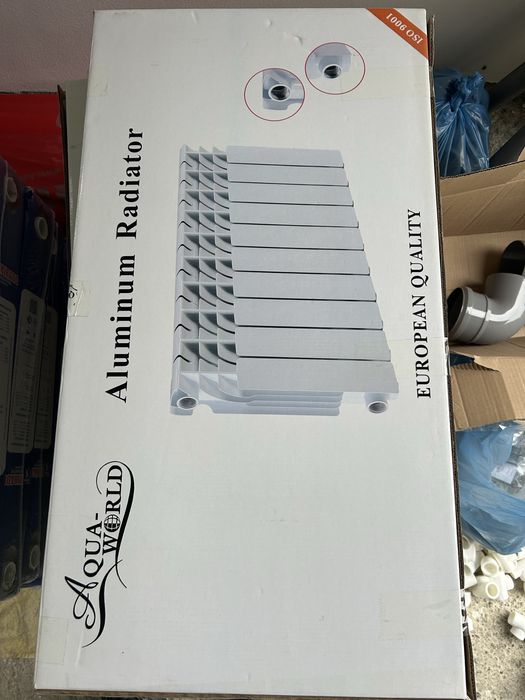 AQUA-
WORLD
Aluminum Radiator
EUROPEAN QUALITY
ISO 9001